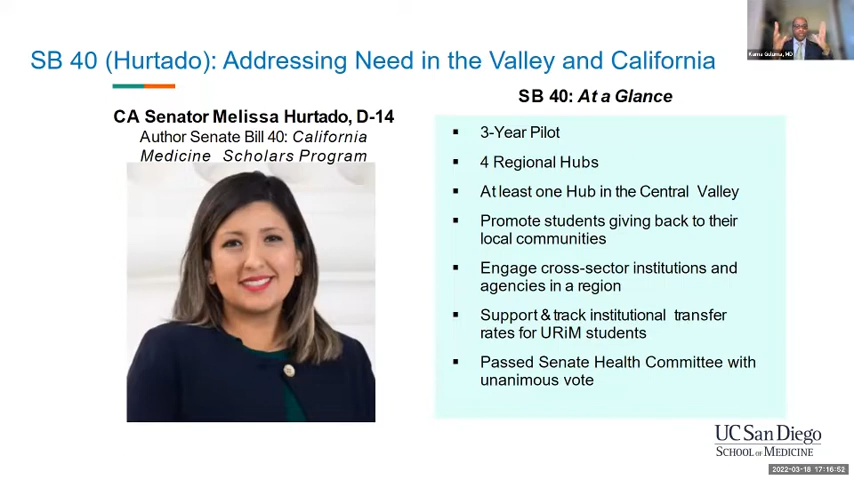 SB 40 (Hurtado): Addressing Need in the Valley and California
CA Senator Melissa Hurtado, D-14
Author Senate Bill 40: California
Medicine Scholars Program
SB 40: At a Glance
▪ 3-Year Pilot
▪ 4 Regional Hubs
▪ At least one Hub in the Central Valley
▪ Promote students giving back to their
local communities
▪ Engage cross-sector institutions and
agencies in a region
▪ Support & track institutional transfer
rates for URiM students
▪ Passed Senate Health Committee with
unanimous vote
UC San Diego
SCHOOL OF MEDICINE
2022-03-18 17:16:52